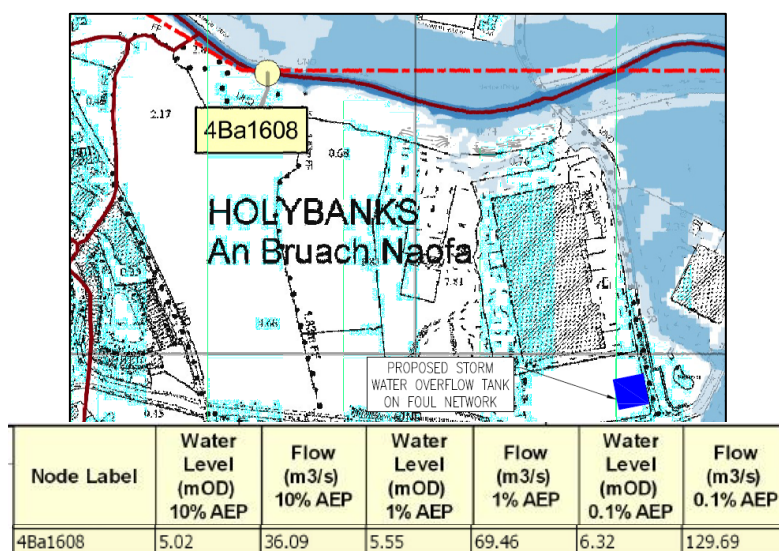 2.17
4Ba1608
0.68
HOLYBANKS
An Bruach Naofa
PROPOSED STORM
WATER OVERFLOW TANK
ON FOUL NETWORK
Node Label Water Level (mOD) 10% AEP Flow (m3/s) 10% AEP Water Level (mOD) 1% AEP Flow (m3/s) 1% AEP Water Level (mOD) 0.1% AEP Flow (m3/s) 0.1% AEP
4Ba1608 5.02 36.09 5.55 69.46 6.32 129.69